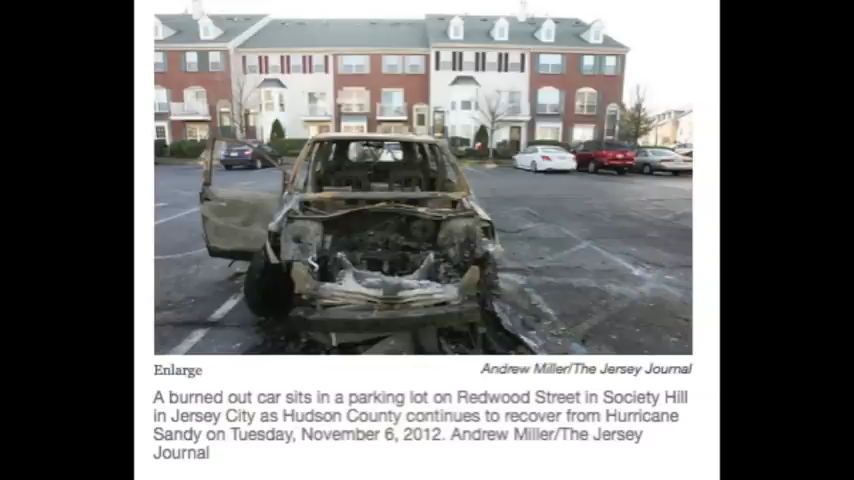 Enlarge
Andrew Miller/The Jersey Journal
A burned out car sits in a parking lot on Redwood Street in Society Hill
in Jersey City as Hudson County continues to recover from Hurricane
Sandy on Tuesday, November 6, 2012. Andrew Miller/The Jersey
Journal